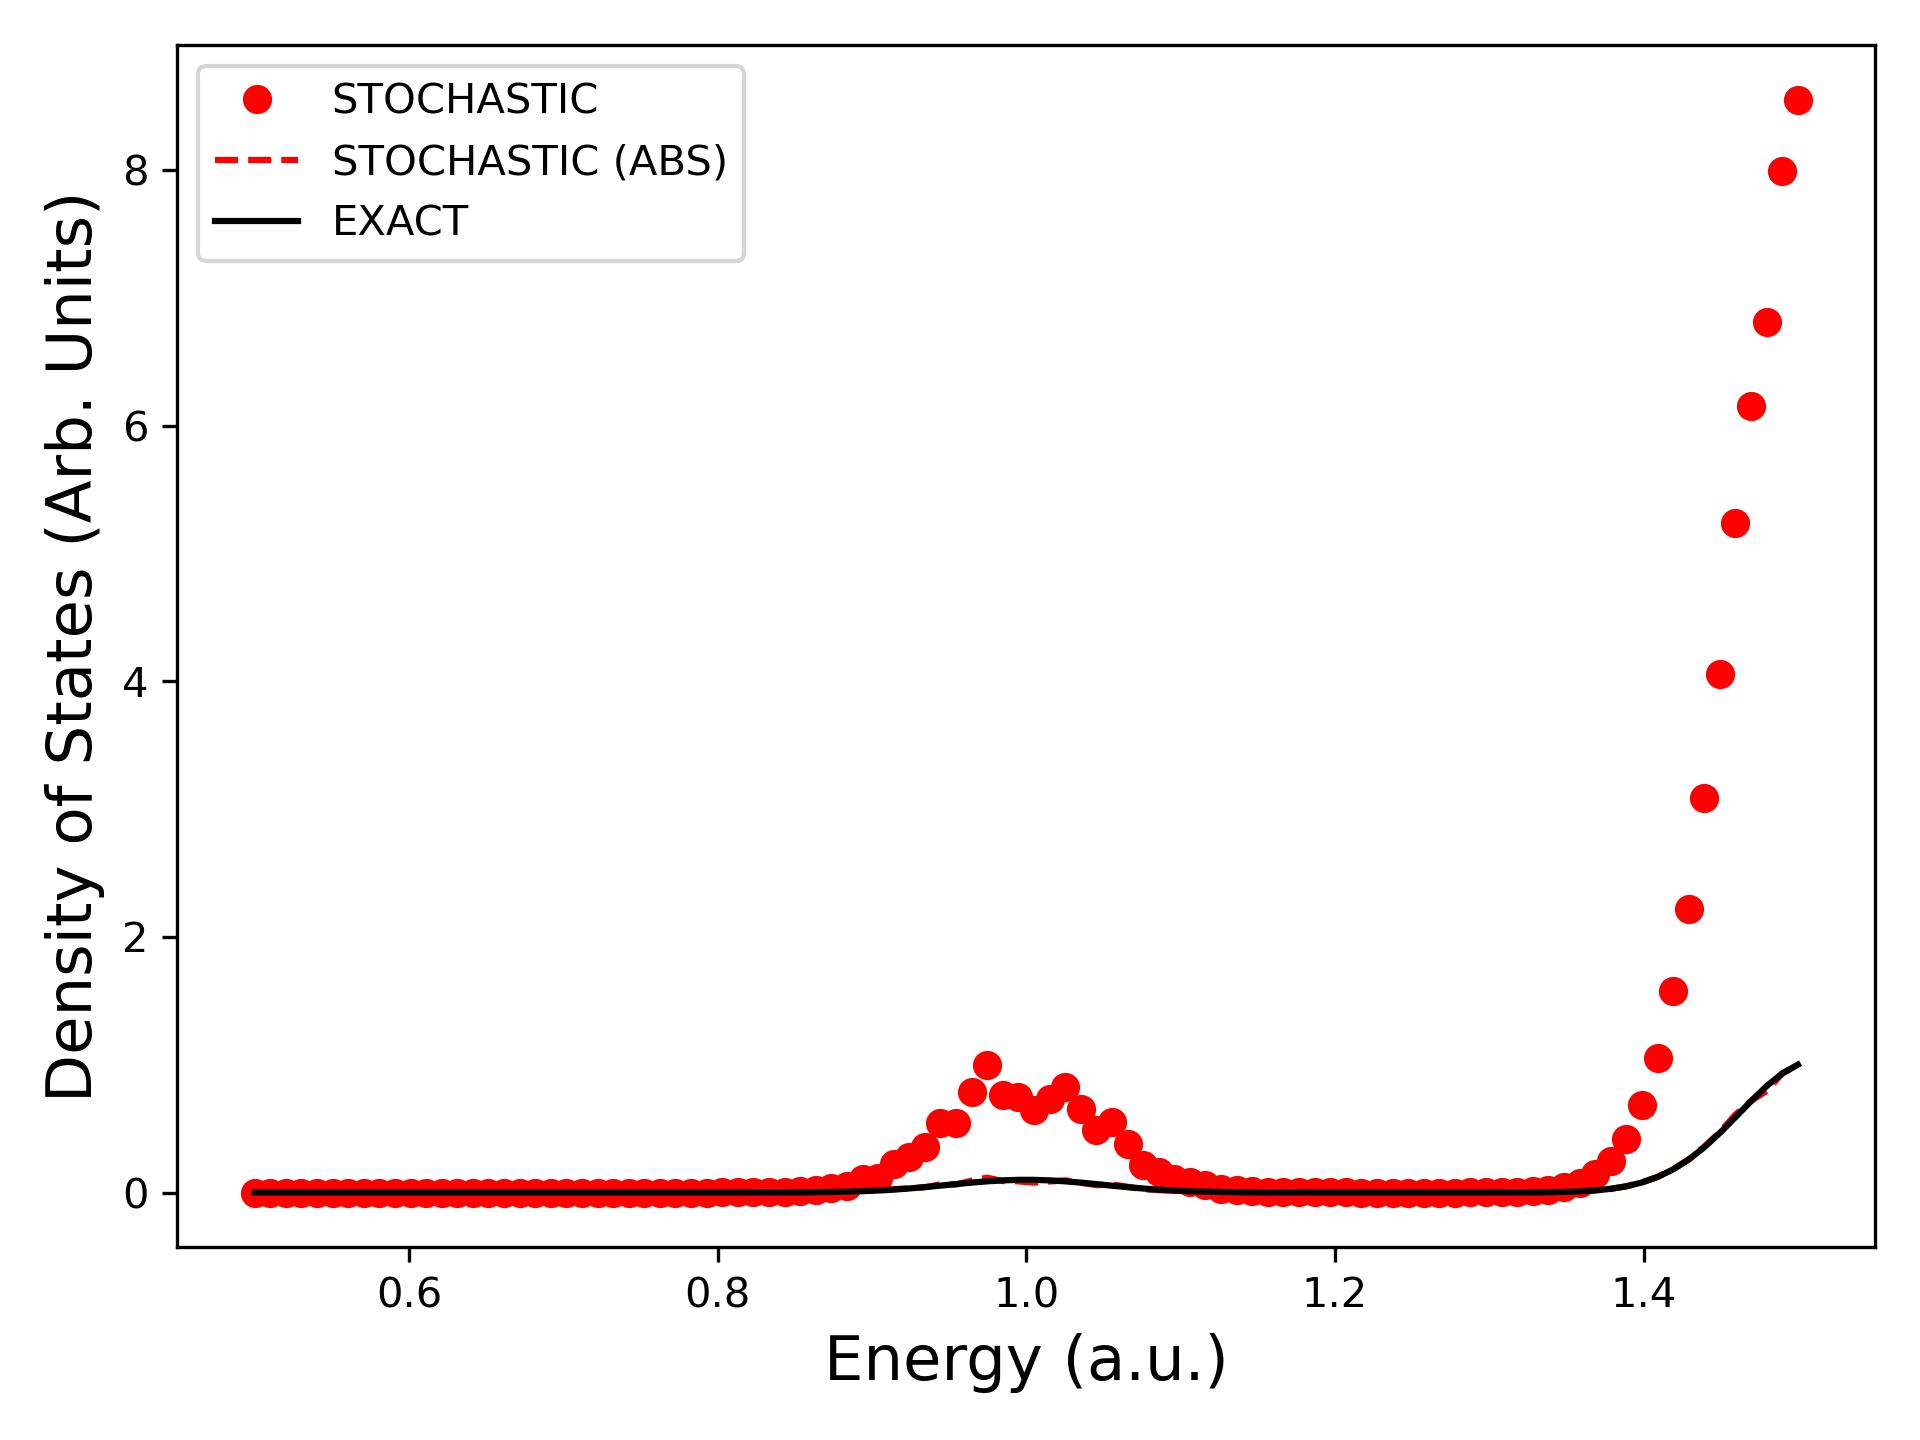 STOCHASTIC
STOCHASTIC (ABS)
EXACT
Density of States (Arb. Units)
8
6
4
2
0
0.6 0.8 1.0 1.2 1.4
Energy (a.u.)